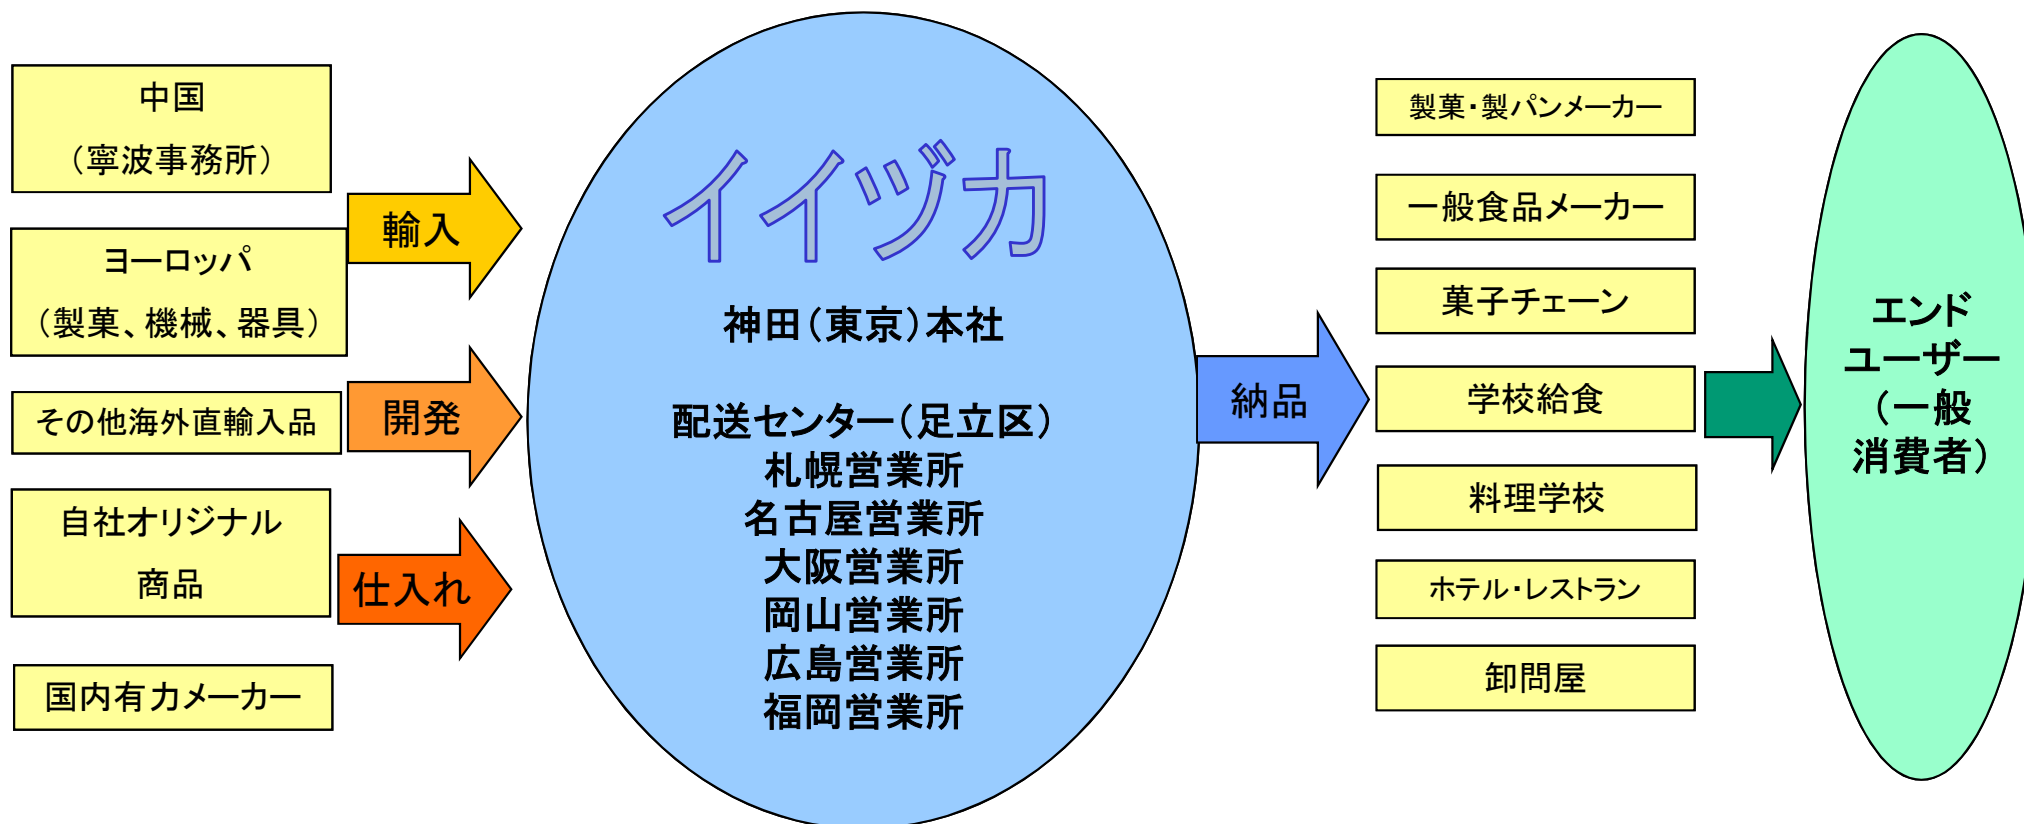 中国
（寧波事務所）
ヨーロッパ
（製菓、機械、器具）
その他海外直輸入品
自社オリジナル
商品
国内有力メーカー
輸入
開発
仕入れ
イイヅカ
神田（東京）本社
配送センター（足立区）
札幌営業所
名古屋営業所
大阪営業所
岡山営業所
広島営業所
福岡営業所
納品
製菓・製パンメーカー
一般食品メーカー
菓子チェーン
学校給食
料理学校
ホテル・レストラン
卸問屋
エンド
ユーザー
（一般
消費者）